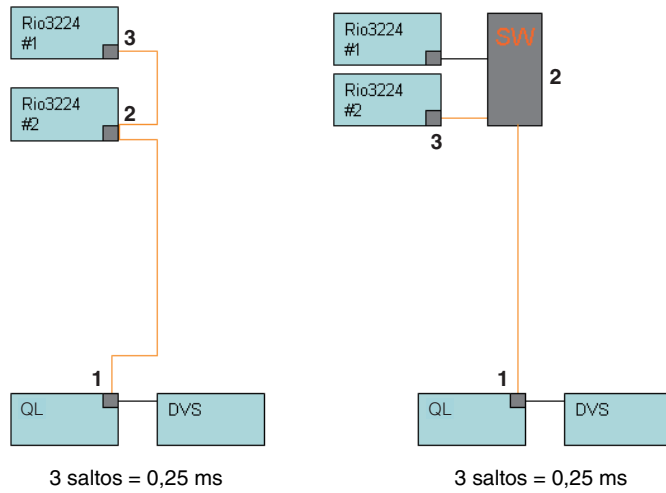 Rio3224
#1
3
Rio3224
#2
2
1
QL
DVS
3 saltos = 0,25 ms
Rio3224
#1
SW
2
Rio3224
#2
3
1
QL
DVS
3 saltos = 0,25 ms